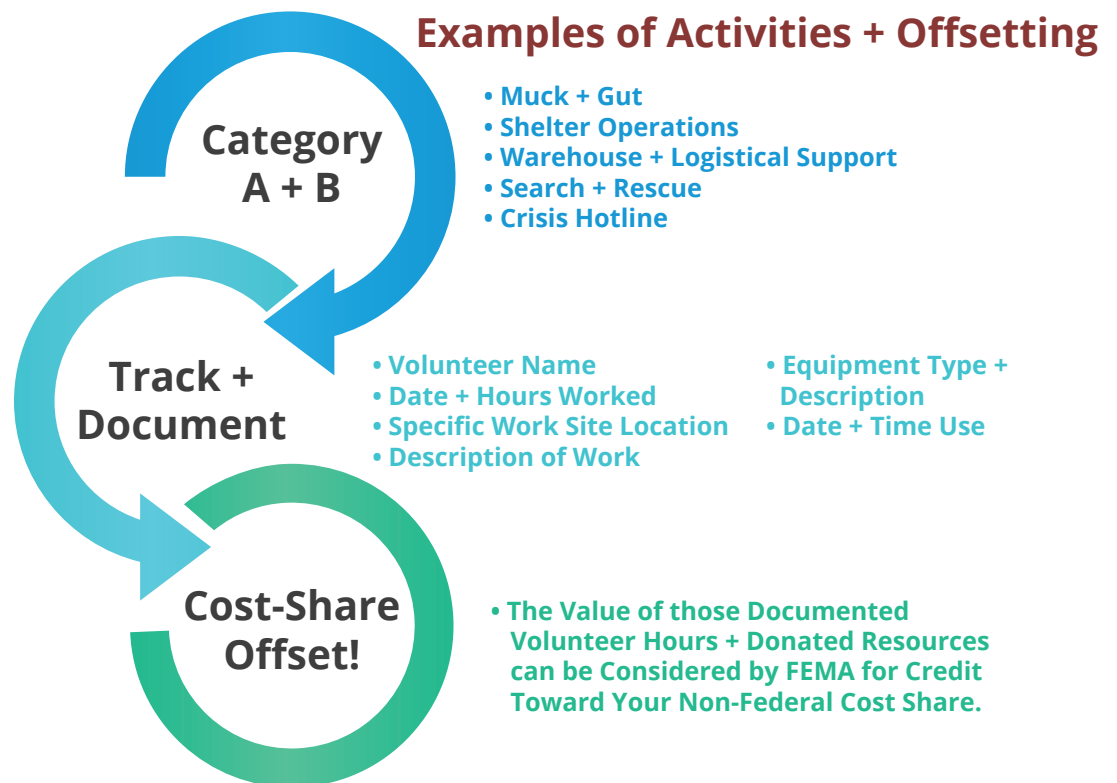 Examples of Activities + Offsetting
Category
A + B
• Muck + Gut
• Shelter Operations
• Warehouse + Logistical Support
• Search + Rescue
• Crisis Hotline
Track +
Document
• Volunteer Name
• Date + Hours Worked
• Specific Work Site Location
• Description of Work
• Equipment Type +
Description
• Date + Time Use
Cost-Share
Offset!
• The Value of those Documented
Volunteer Hours + Donated Resources
can be Considered by FEMA for Credit
Toward Your Non-Federal Cost Share.